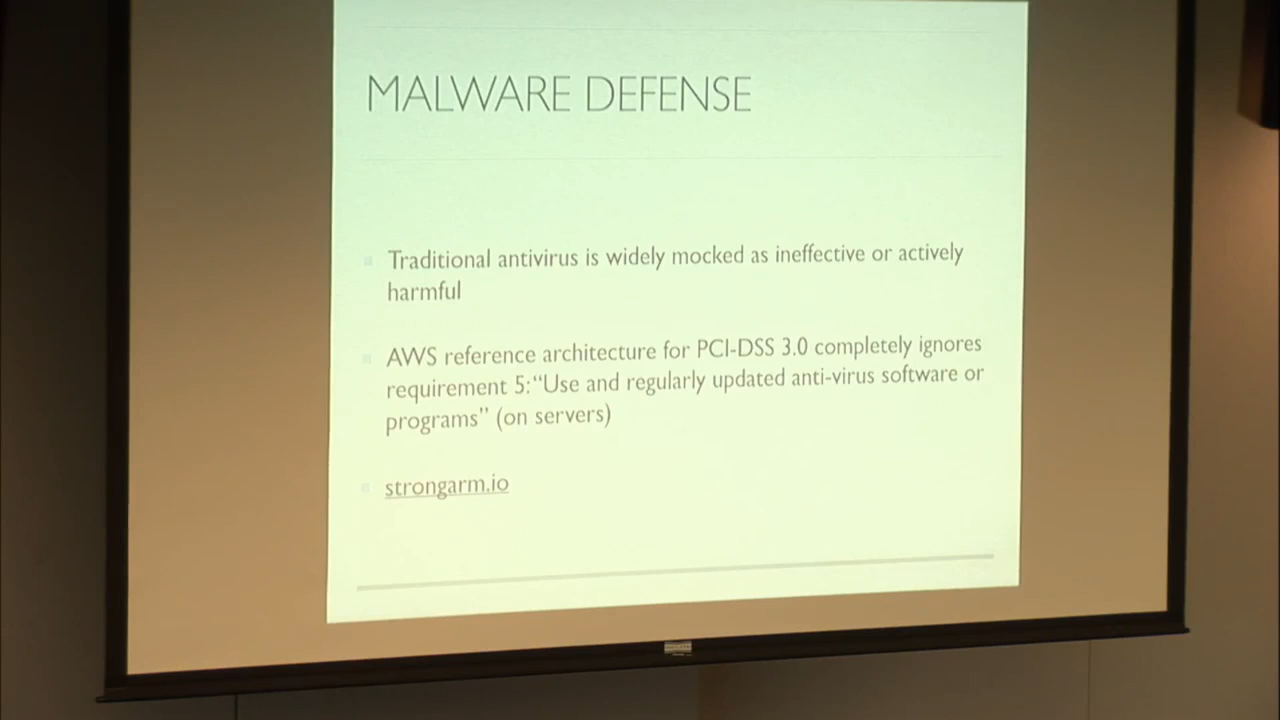 MALWARE DEFENSE
Traditional antivirus is widely mocked as ineffective or actively
harmful
AWS reference architecture for PCI-DSS 3.0 completely ignores
requirement 5:“Use and regularly updated anti-virus software or
programs” (on servers)
strongarm.io